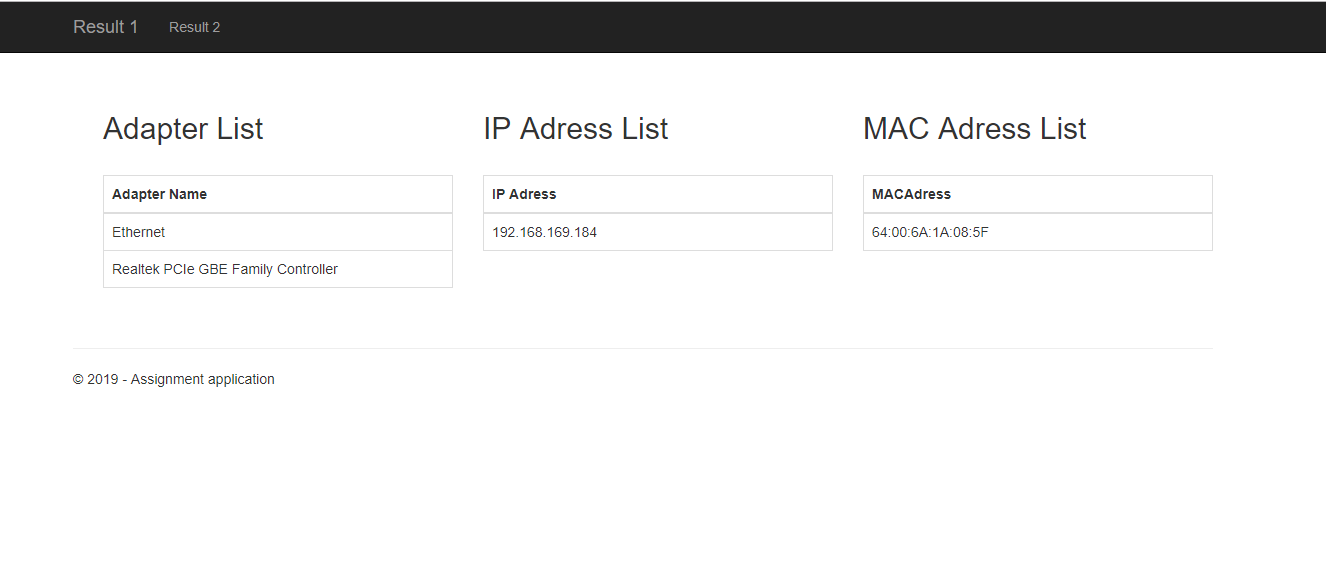 Result 1 Result 2
Adapter List
Adapter Name
Ethernet
Realtek PCIe GBE Family Controller
IP Adress List
IP Adress
192.168.169.184
MAC Adress List
MACAdress
64:00:6A:1A:08:5F
© 2019 - Assignment application